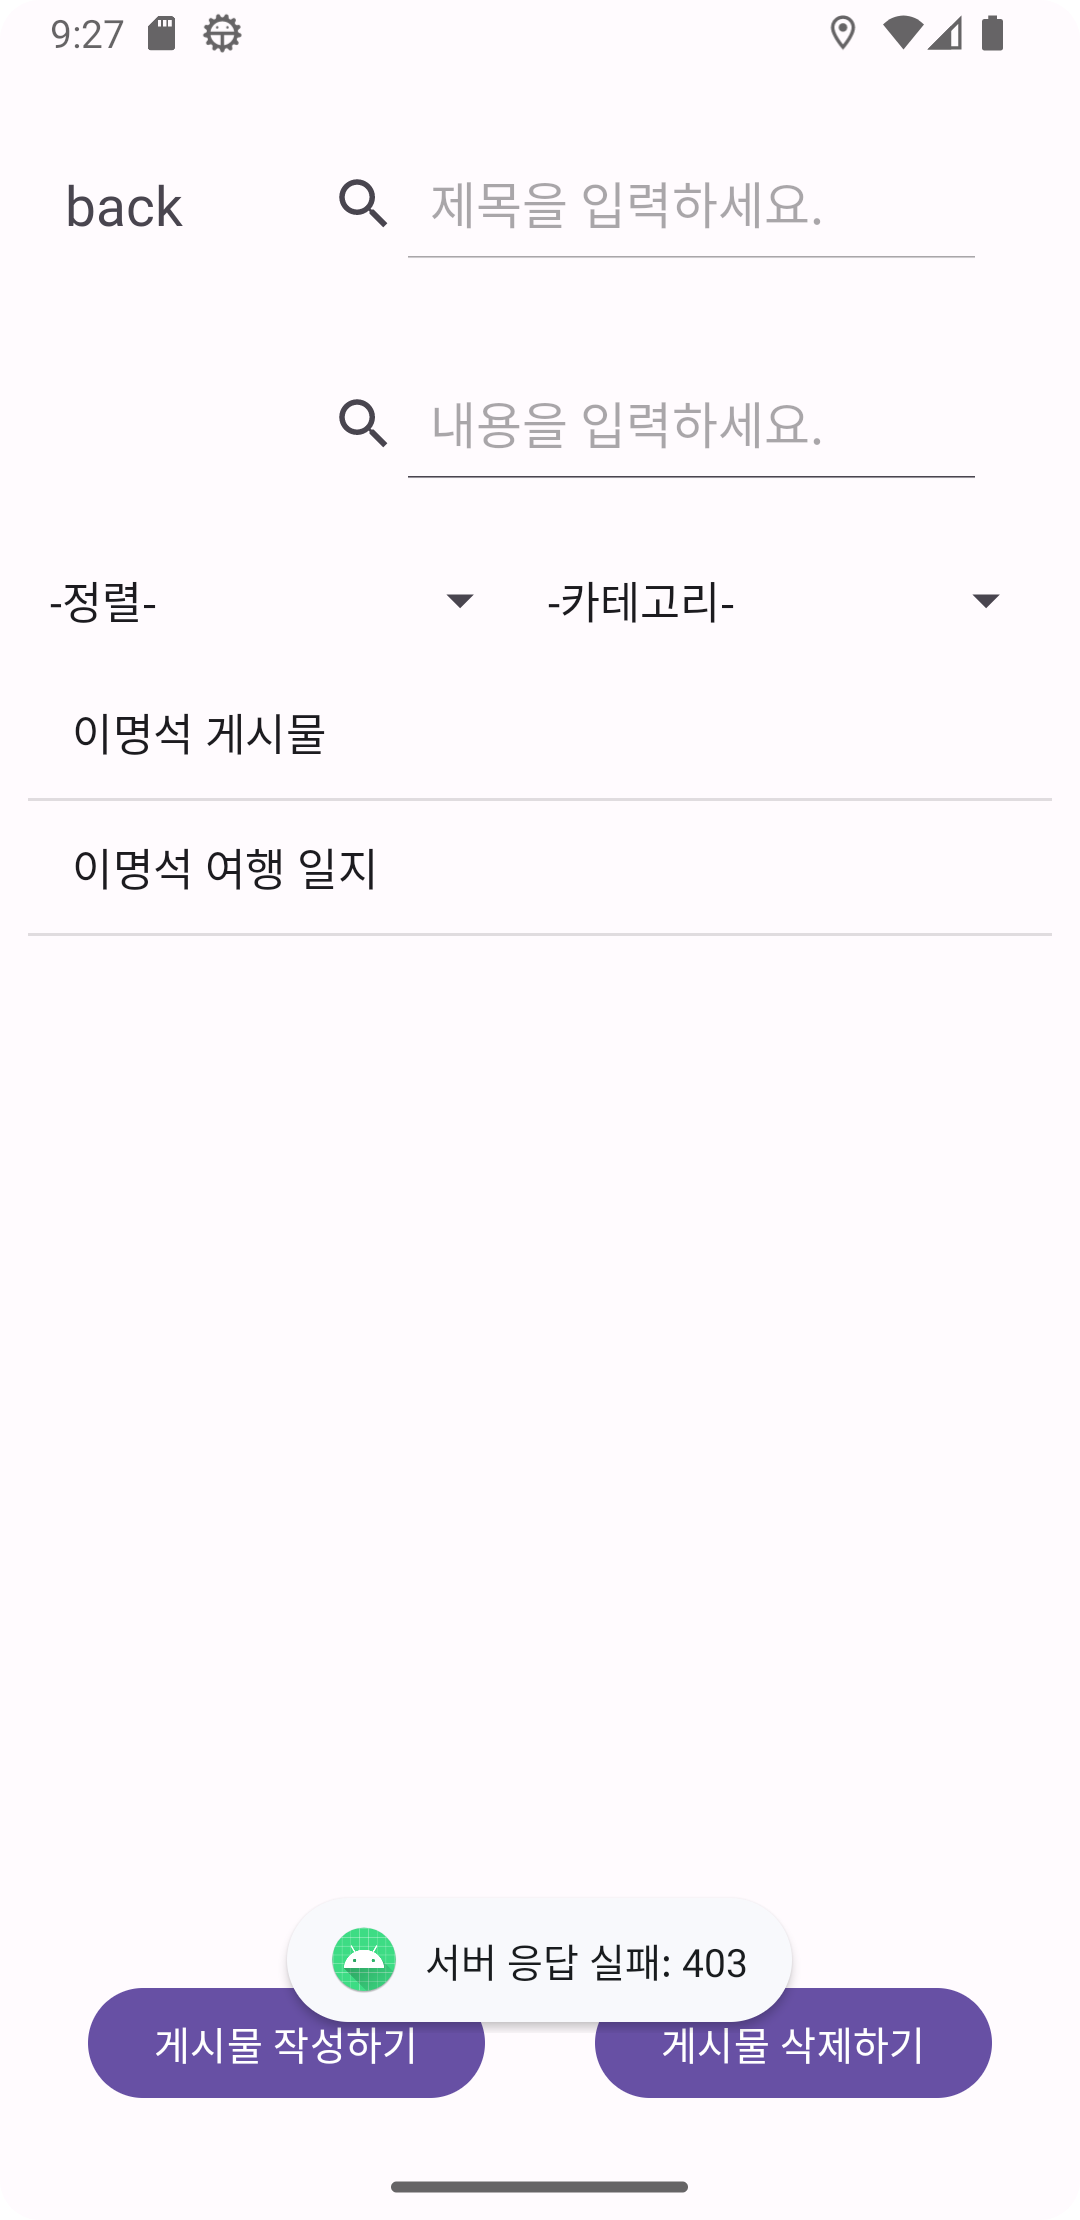 9:27
back
제목을 입력하세요.
내용을 입력하세요.
-정렬-
-카테고리-
이명석 게시물
이명석 여행 일지
서버 응답 실패: 403
게시물 작성하기
게시물 삭제하기